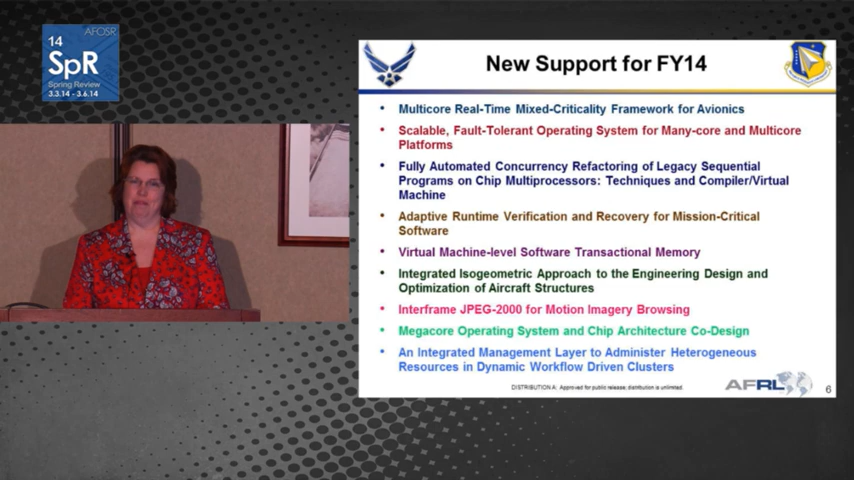 AFOSR
14
SpR
Spring Review
3.3.14 - 3.6.14
New Support for FY14
• Multicore Real-Time Mixed-Criticality Framework for Avionics
• Scalable, Fault-Tolerant Operating System for Many-core and Multicore
Platforms
• Fully Automated Concurrency Refactoring of Legacy Sequential
Programs on Chip Multiprocessors: Techniques and Compiler/Virtual
Machine
• Adaptive Runtime Verification and Recovery for Mission-Critical
Software
• Virtual Machine-level Software Transactional Memory
• Integrated Isogeometric Approach to the Engineering Design and
Optimization of Aircraft Structures
• Interframe JPEG-2000 for Motion Imagery Browsing
• Megacore Operating System and Chip Architecture Co-Design
• An Integrated Management Layer to Administer Heterogeneous
Resources in Dynamic Workflow Driven Clusters
DISTRIBUTION A: Approved for public release; distribution is unlimited.
AFRL
6